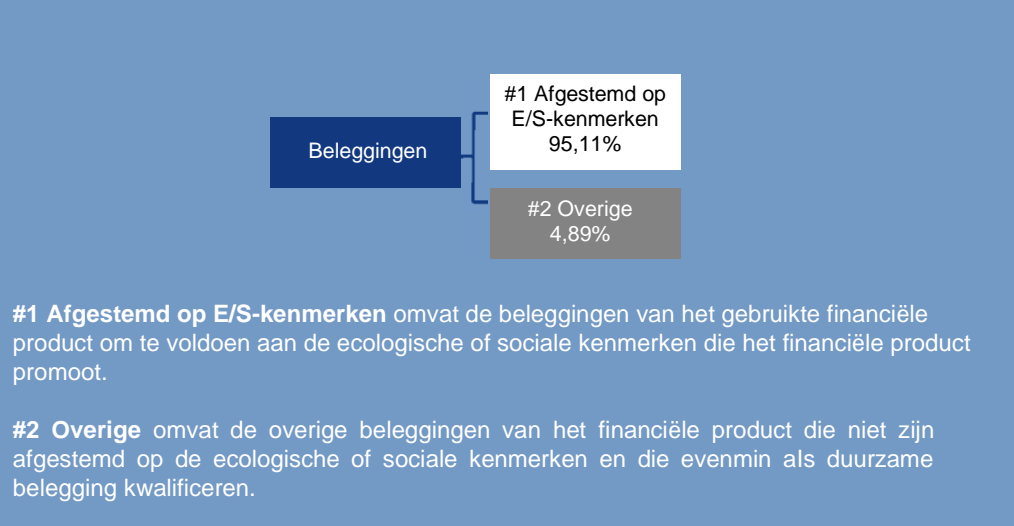 #1 Afgestemd op
E/S-kenmerken
95,11%
Beleggingen
#2 Overige
4,89%
#1 Afgestemd op E/S-kenmerken omvat de beleggingen van het gebruikte financiële
product om te voldoen aan de ecologische of sociale kenmerken die het financiële product
promoot.
#2 Overige omvat de overige beleggingen van het financiële product die niet zijn
afgestemd op de ecologische of sociale kenmerken en die evenmin als duurzame
belegging kwalificeren.